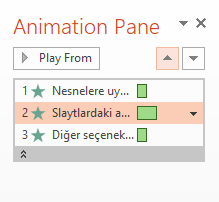 Animation Pane
Play From
1 Nesnelere uy...
2 Slaytlardaki a...
3 Diğer seçenek...